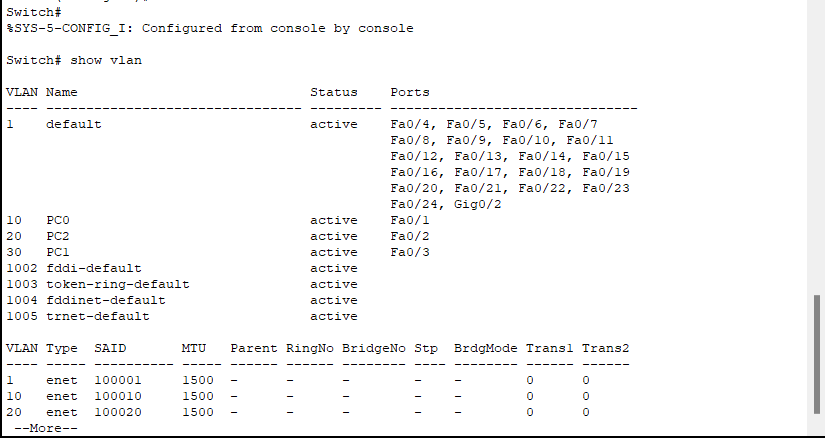 Switch#
%SYS-5-CONFIG_I: Configured from console by console
Switch# show vlan
VLAN Name                             Status    Ports
---- -------------------------------- --------- -------------------------------
1    default                          active    Fa0/4, Fa0/5, Fa0/6, Fa0/7
                                                Fa0/8, Fa0/9, Fa0/10, Fa0/11
                                                Fa0/12, Fa0/13, Fa0/14, Fa0/15
                                                Fa0/16, Fa0/17, Fa0/18, Fa0/19
                                                Fa0/20, Fa0/21, Fa0/22, Fa0/23
                                                Fa0/24, Gig0/2
10   PC0                              active    Fa0/1
20   PC2                              active    Fa0/2
30   PC1                              active    Fa0/3
1002 fddi-default                     active
1003 token-ring-default               active
1004 fddinet-default                  active
1005 trnet-default                    active
VLAN Type  SAID       MTU   Parent RingNo BridgeNo Stp  BrdgMode Trans1 Trans2
---- ----- ---------- ----- ------ ------ -------- ---- -------- ------ ------
1    enet  100001     1500  -      -      -        -    -        0      0
10   enet  100010     1500  -      -      -        -    -        0      0
20   enet  100020     1500  -      -      -        -    -        0      0
 --More--